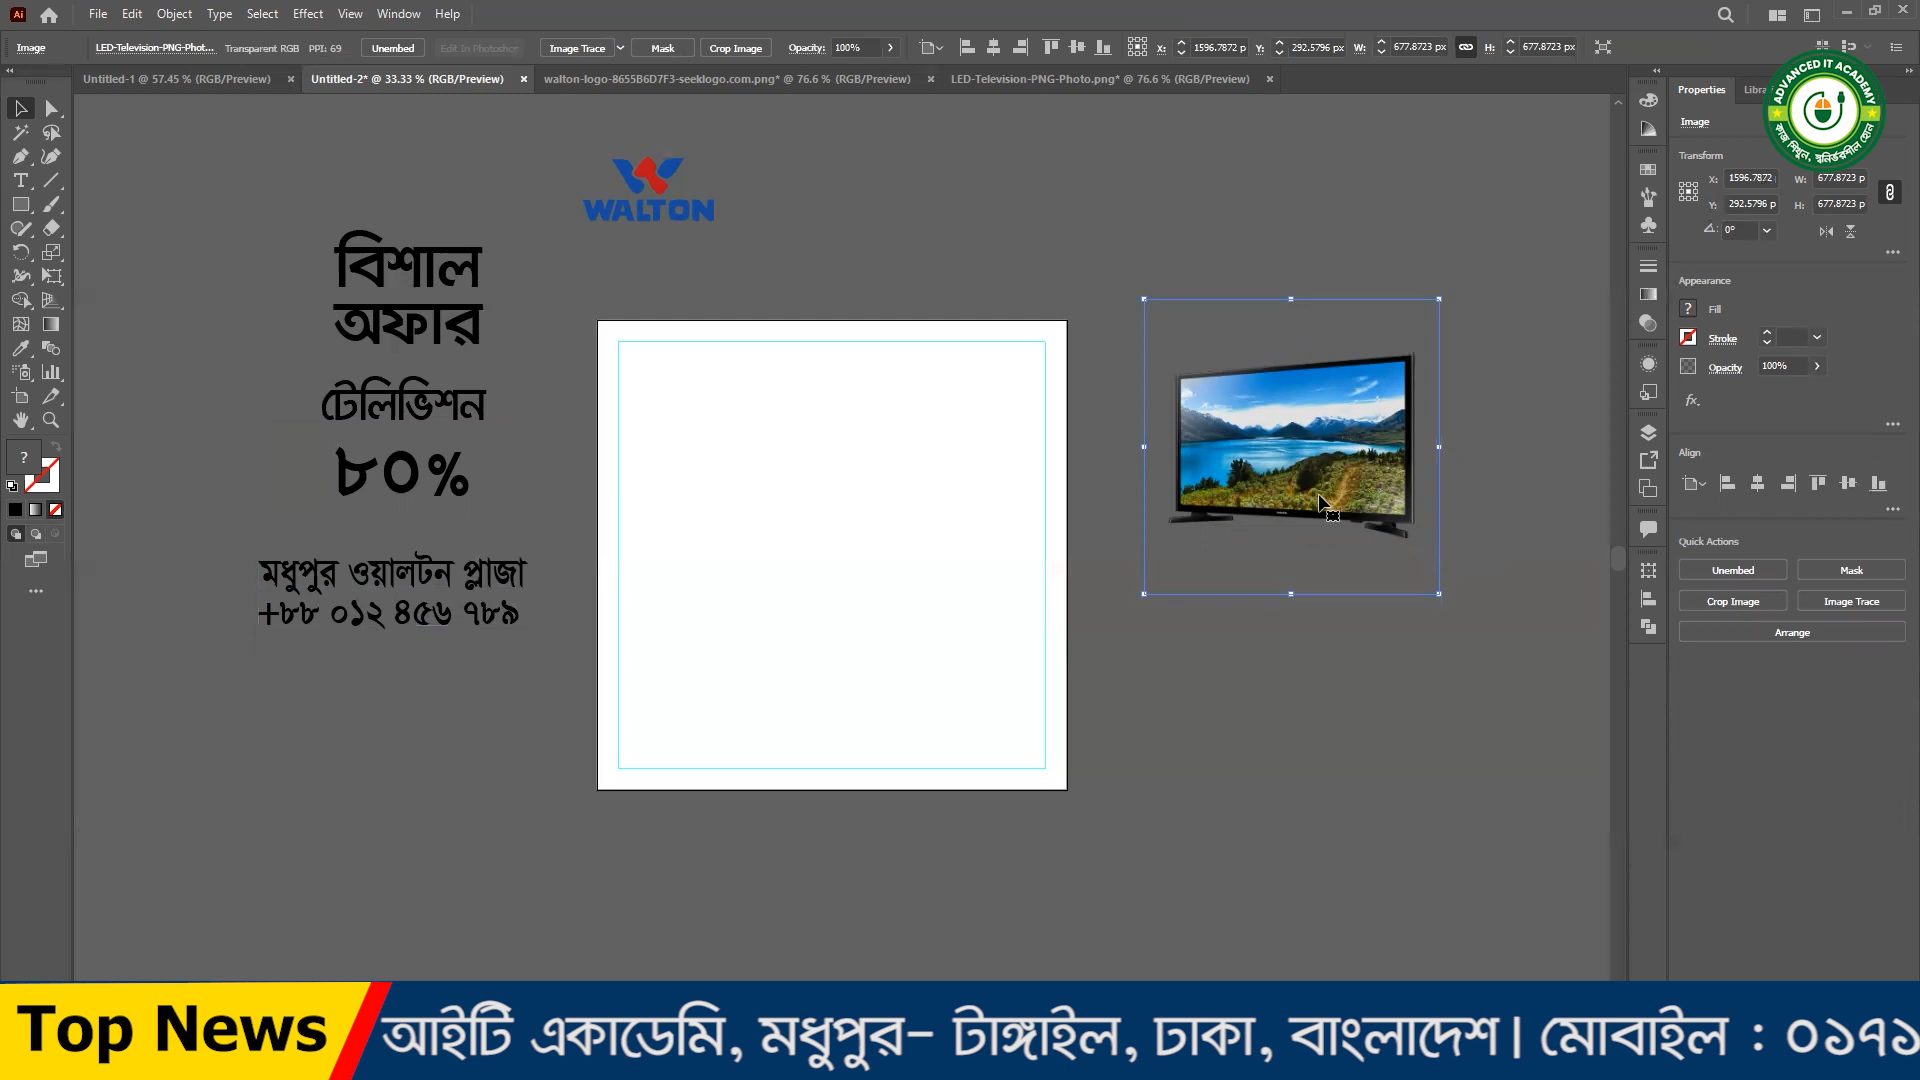 File Edit Object Type Select Effect View Window Help
Image LED-Television-PNG-Phot... Transparent RGB PPI: 69 Unembed Edit In Photoshop Image Trace Mask Crop Image Opacity: 100% X: 1596.7872 p Y: 292.5796 px W: 677.8723 px H: 677.8723 px
Untitled-1 @ 57.45 % (RGB/Preview) Untitled-2* @ 33.33 % (RGB/Preview) walton-logo-8655B6D7F3-seeklogo.com.png* @ 76.6 % (RGB/Preview) LED-Television-PNG-Photo.png* @ 76.6 % (RGB/Preview)
Properties
Image
Transform
X: 1596.7872 W: 677.8723 p
Y: 292.5796 p H: 677.8723 p
0°
Appearance
Fill
Stroke
Opacity 100%
fx.
Align
Quick Actions
Unembed Mask
Crop Image Image Trace
Arrange
ADVANCED IT ACADEMY
কাজ শিখুন, স্বনির্ভরশীল হোন
WALTON
বিশাল
অফার
টেলিভিশন
৮০%
মধুপুর ওয়ালটন প্লাজা
+৮৮ ০১২ ৪৫৬ ৭৮৯
Top News
আইটি একাডেমি, মধুপুর- টাঙ্গাইল, ঢাকা, বাংলাদেশ। মোবাইল : ০১৭১